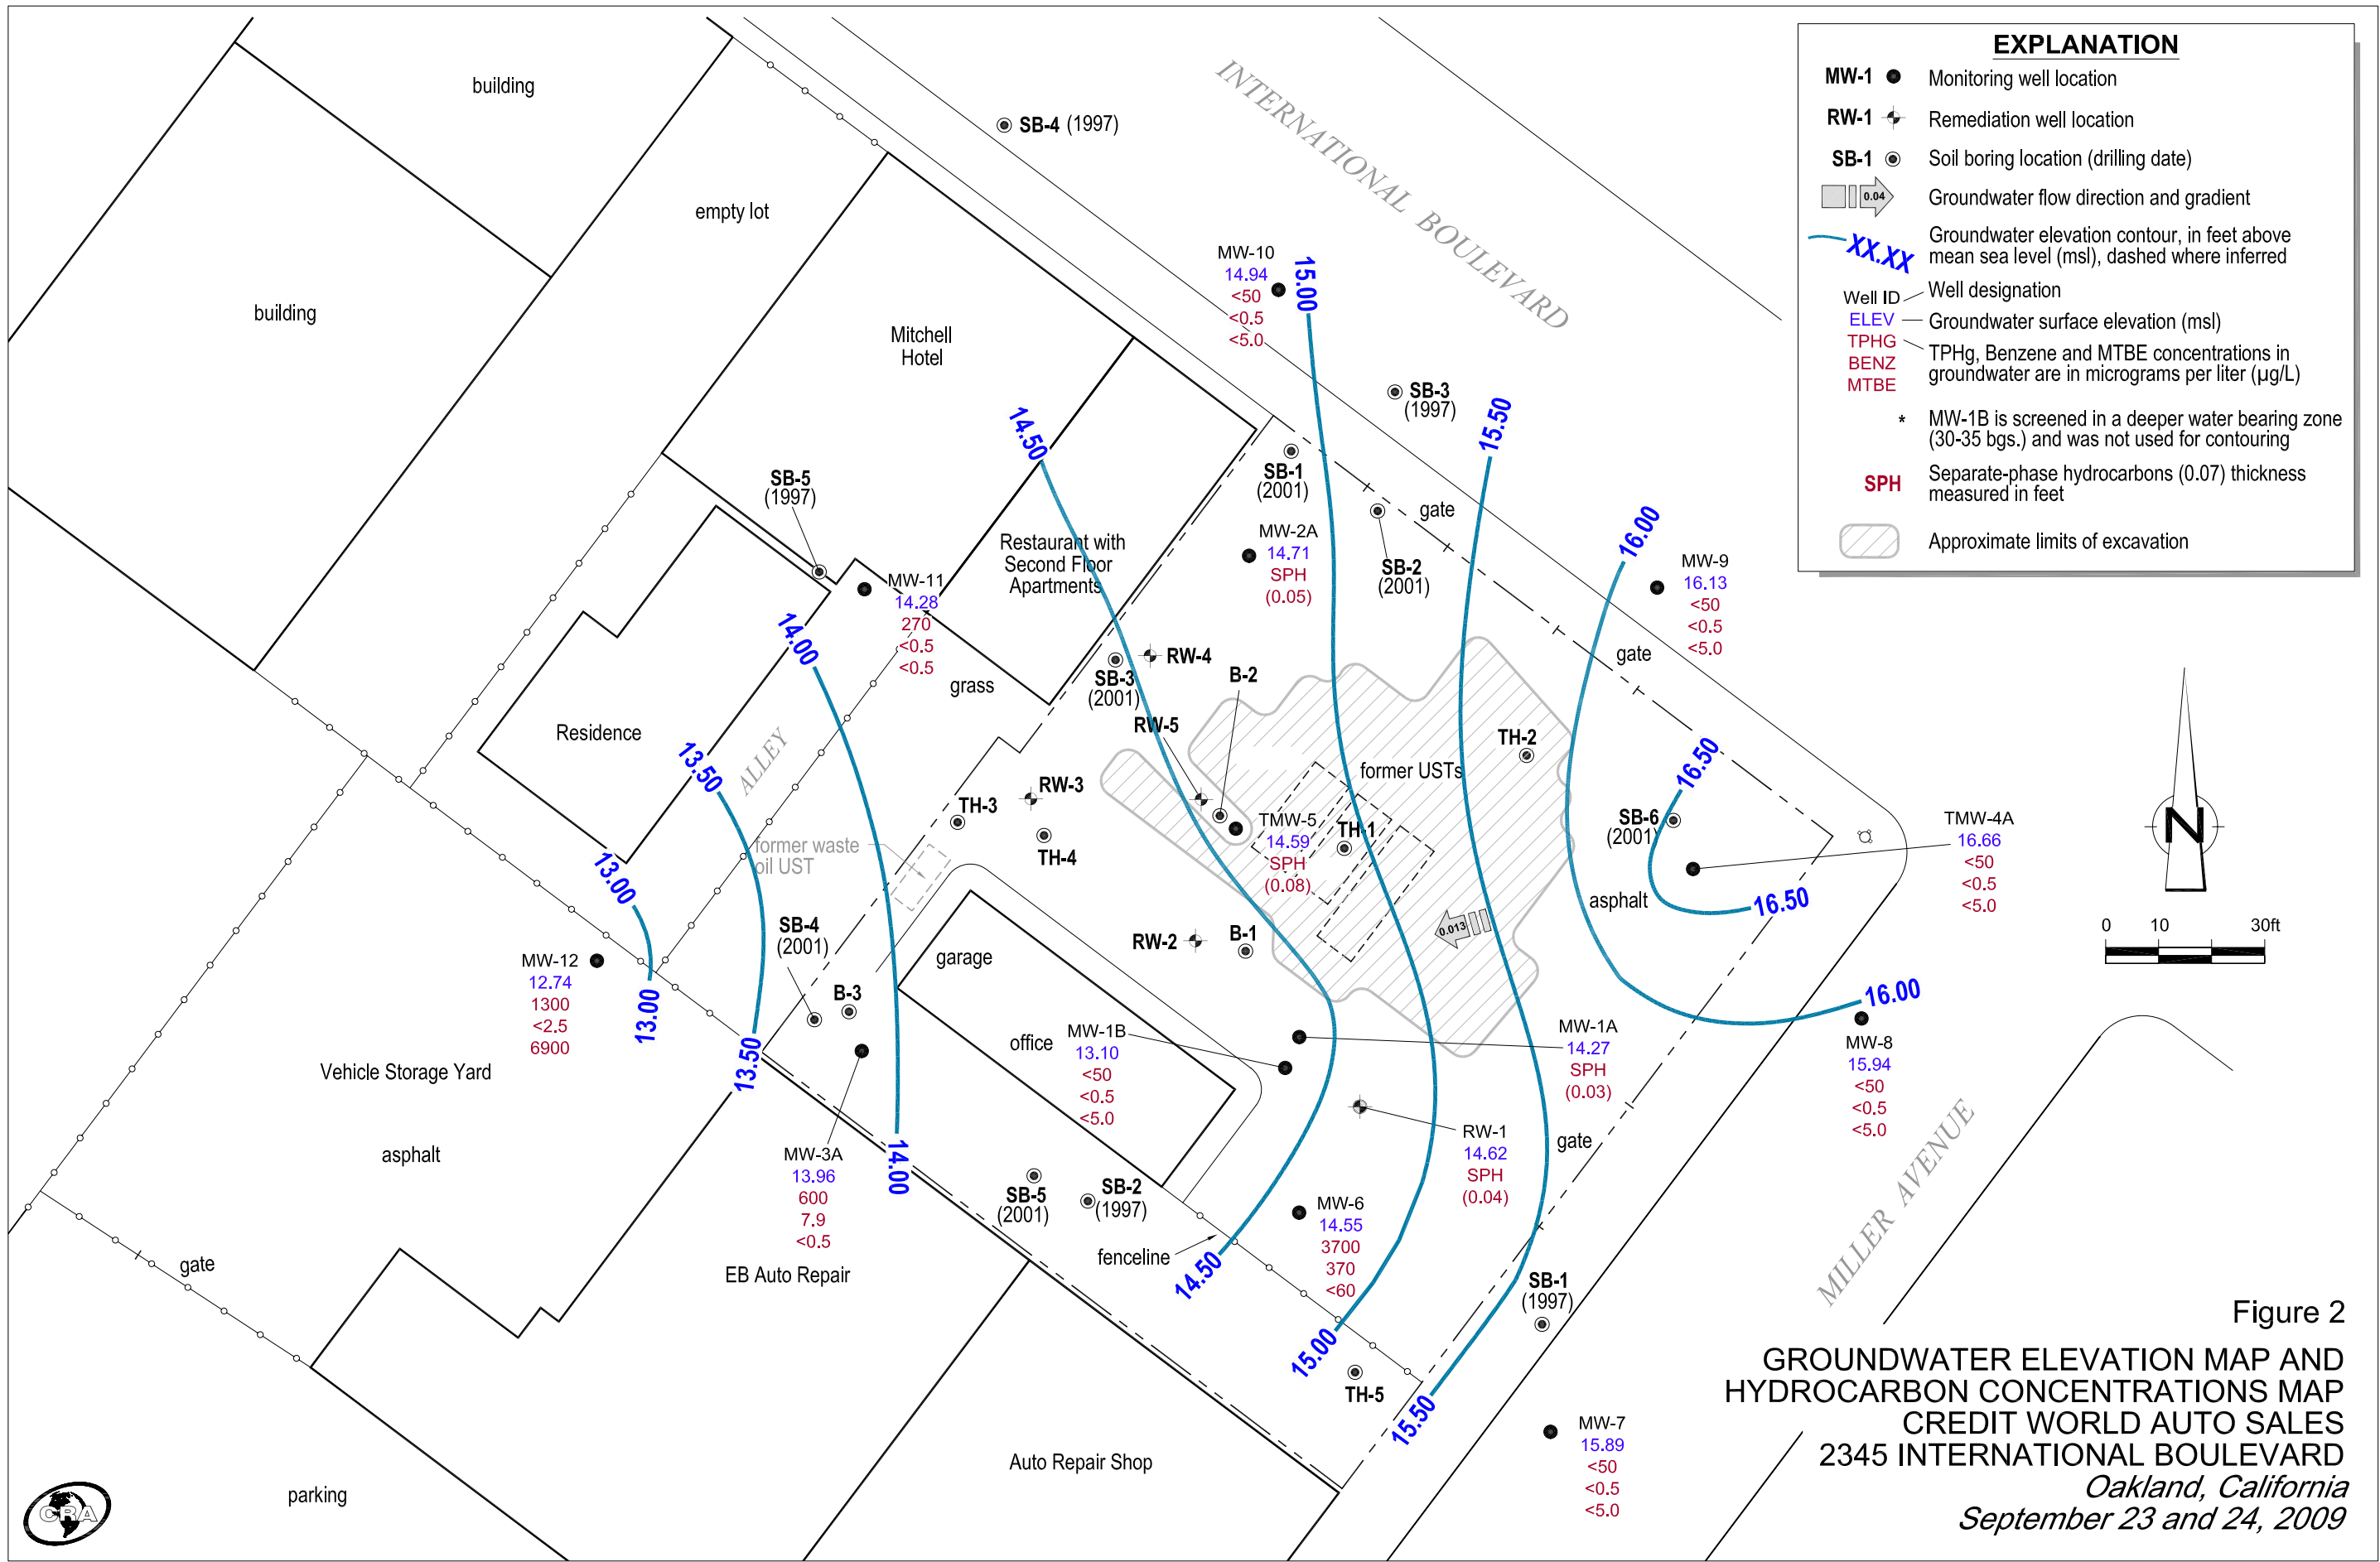 EXPLANATION
MW-1 Monitoring well location
RW-1 Remediation well location
SB-1 Soil boring location (drilling date)
0.04 Groundwater flow direction and gradient
XX.XX Groundwater elevation contour, in feet above
mean sea level (msl), dashed where inferred
Well ID Well designation
ELEV Groundwater surface elevation (msl)
TPHG
BENZ
MTBE
TPHg, Benzene and MTBE concentrations in
groundwater are in micrograms per liter (µg/L)
* MW-1B is screened in a deeper water bearing zone
(30-35 bgs.) and was not used for contouring
SPH Separate-phase hydrocarbons (0.07) thickness
measured in feet
Approximate limits of excavation
building
SB-4 (1997)
INTERNATIONAL BOULEVARD
empty lot
building
Mitchell
Hotel
MW-10
14.94
<50
<0.5
<5.0
15.00
SB-3
(1997)
15.50
14.50
SB-1
(2001)
gate
SB-5
(1997)
Restaurant with
Second Floor
Apartments
MW-2A
14.71
SPH
(0.05)
SB-2
(2001)
16.00
MW-9
16.13
<50
<0.5
<5.0
MW-11
14.28
270
<0.5
<0.5
14.00
gate
RW-4
SB-3
(2001)
B-2
grass
RW-5
Residence
ALLEY
13.50
TH-2
former USTs
16.50
RW-3
TH-3
TH-4
TMW-5
14.59
SPH
(0.08)
TH-1
SB-6
(2001)
TMW-4A
16.66
<50
<0.5
<5.0
former waste
oil UST
asphalt
16.50
13.00
N
0 10 30ft
SB-4
(2001)
RW-2
B-1
0.013
garage
MW-12
12.74
1300
<2.5
6900
B-3
13.00
16.00
office
MW-1B
13.10
<50
<0.5
<5.0
MW-1A
14.27
SPH
(0.03)
MW-8
15.94
<50
<0.5
<5.0
13.50
Vehicle Storage Yard
asphalt
MW-3A
13.96
600
7.9
<0.5
14.00
RW-1
14.62
SPH
(0.04)
gate
MILLER AVENUE
SB-5
(2001)
SB-2
(1997)
MW-6
14.55
3700
370
<60
fenceline
14.50
gate
EB Auto Repair
SB-1
(1997)
15.00
TH-5
15.50
MW-7
15.89
<50
<0.5
<5.0
Auto Repair Shop
parking
CRA
Figure 2
GROUNDWATER ELEVATION MAP AND
HYDROCARBON CONCENTRATIONS MAP
CREDIT WORLD AUTO SALES
2345 INTERNATIONAL BOULEVARD
Oakland, California
September 23 and 24, 2009